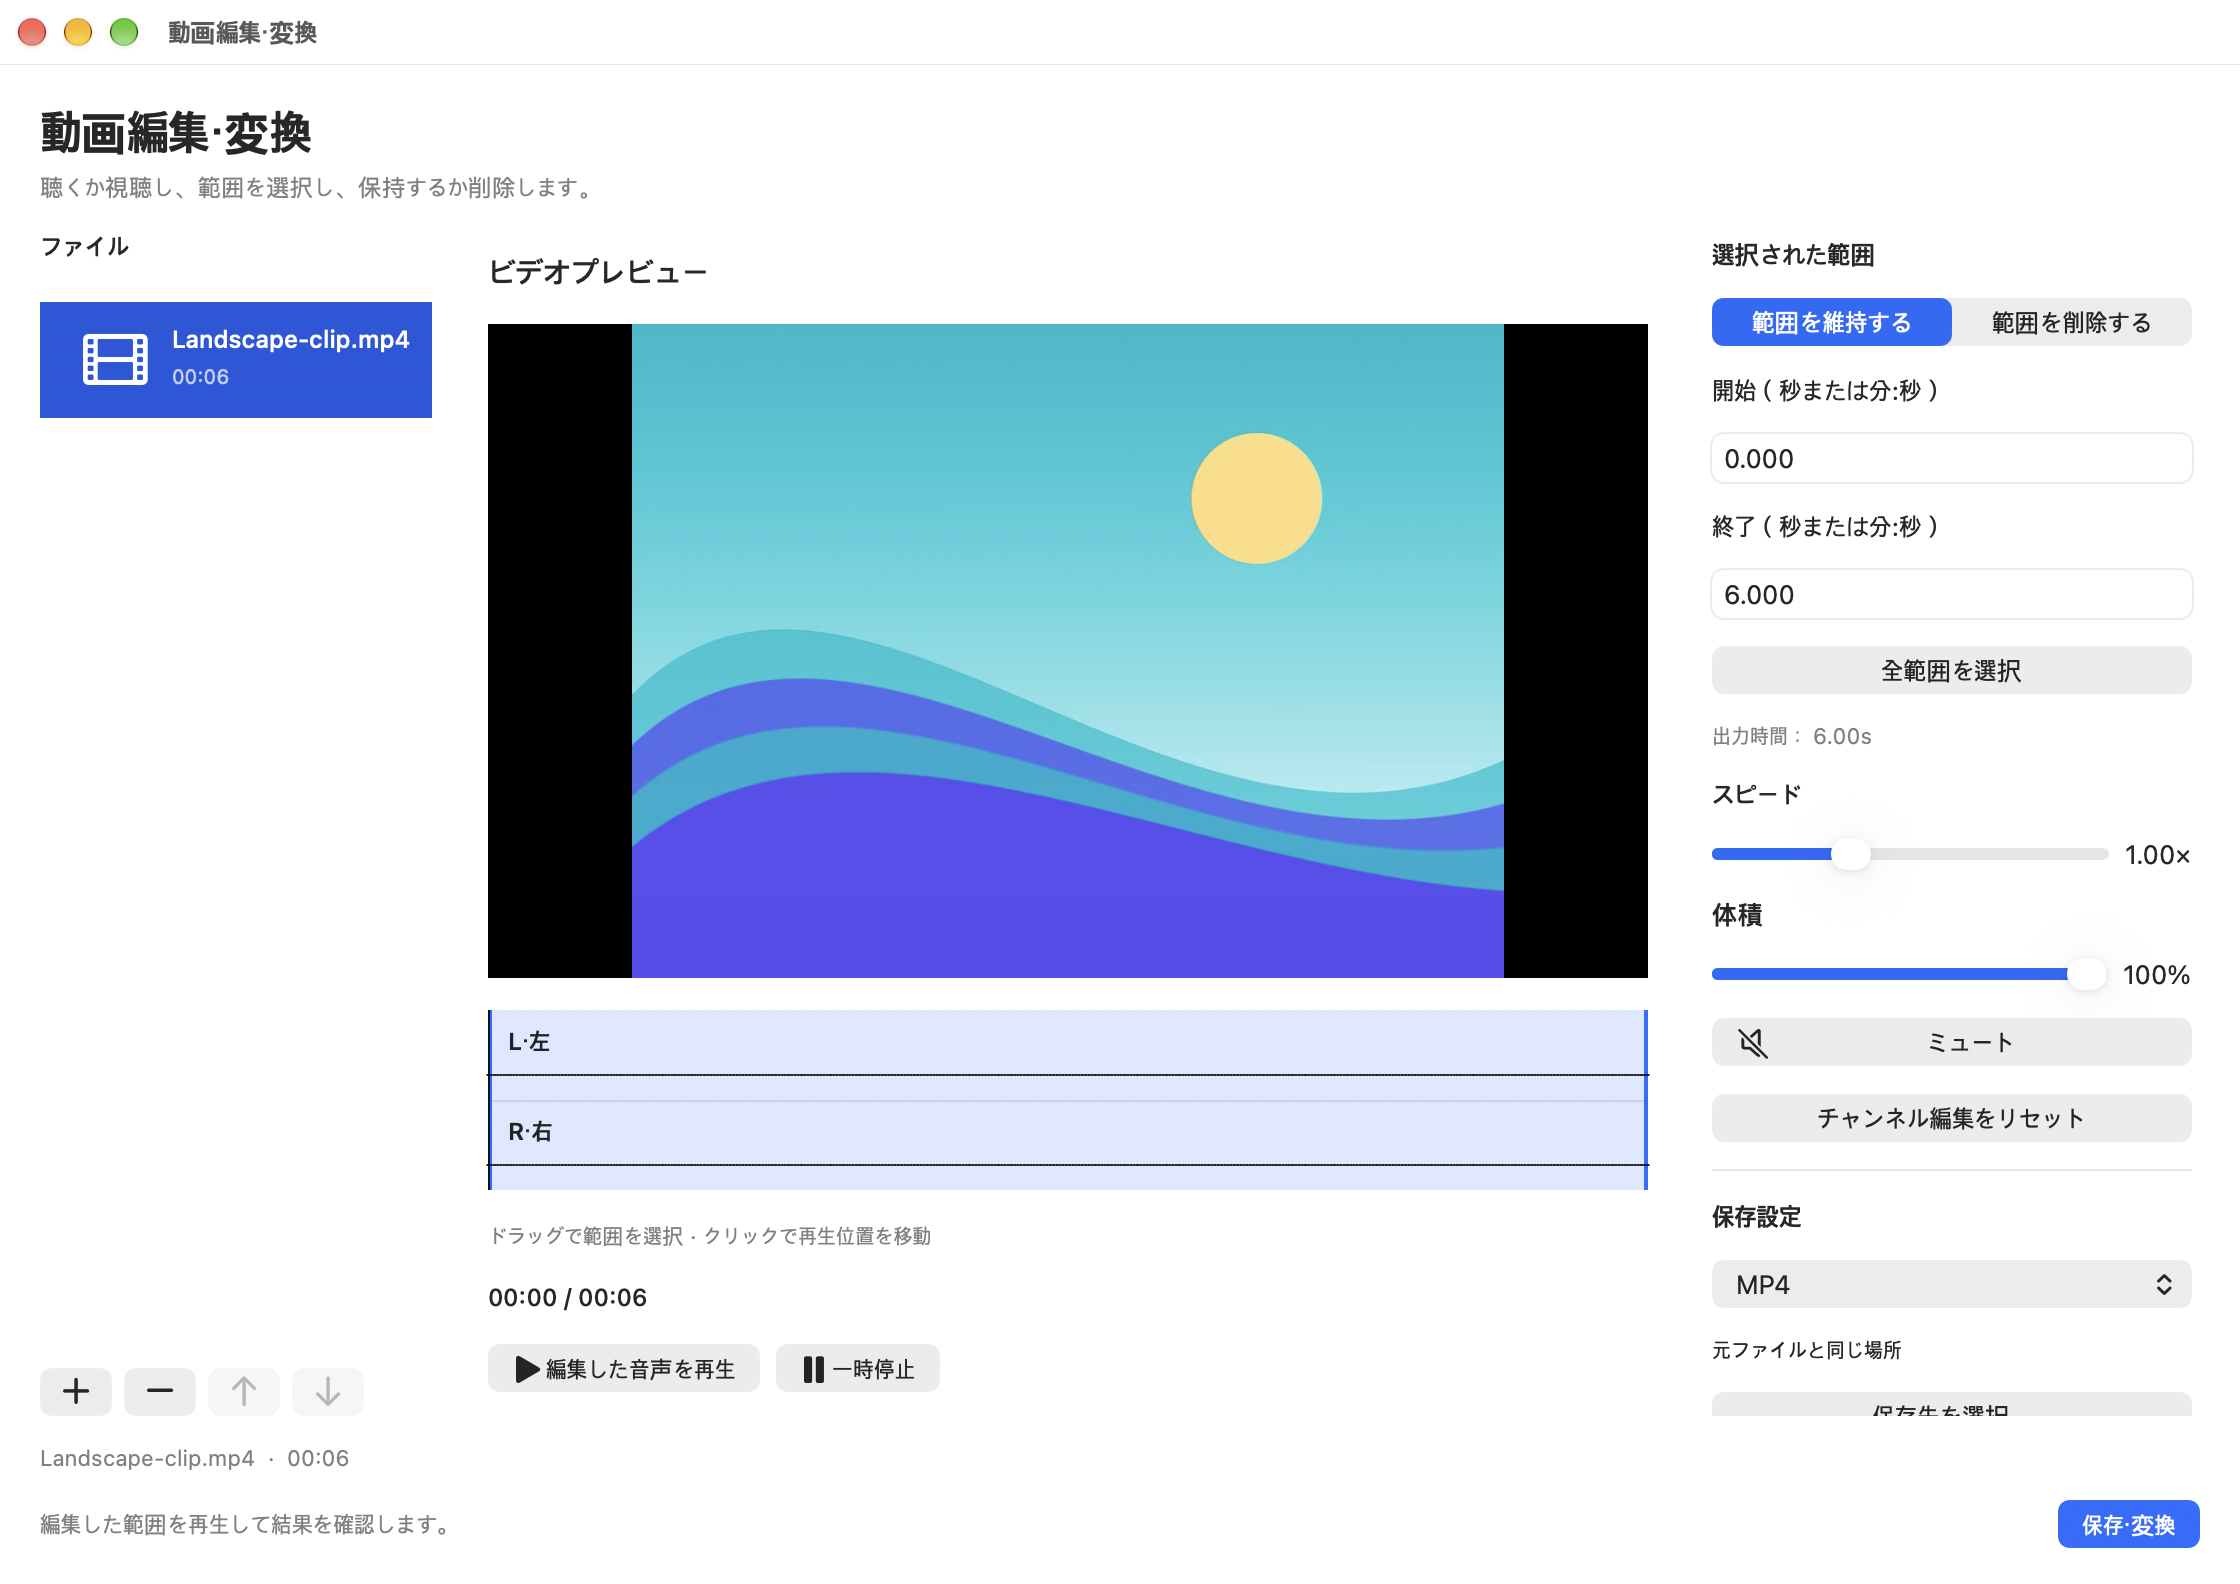 動画編集·変換
動画編集·変換
聴くか視聴し、範囲を選択し、保持するか削除します。
ファイル
Landscape-clip.mp4
00:06
ビデオプレビュー
L·左
R·右
ドラッグで範囲を選択 · クリックで再生位置を移動
00:00 / 00:06
編集した音声を再生
一時停止
選択された範囲
範囲を維持する
範囲を削除する
開始 ( 秒または分:秒 )
0.000
終了 ( 秒または分:秒 )
6.000
全範囲を選択
出力時間： 6.00s
スピード
1.00×
体積
100%
ミュート
チャンネル編集をリセット
保存設定
MP4
元ファイルと同じ場所
保存先を選択
Landscape-clip.mp4 · 00:06
編集した範囲を再生して結果を確認します。
保存·変換